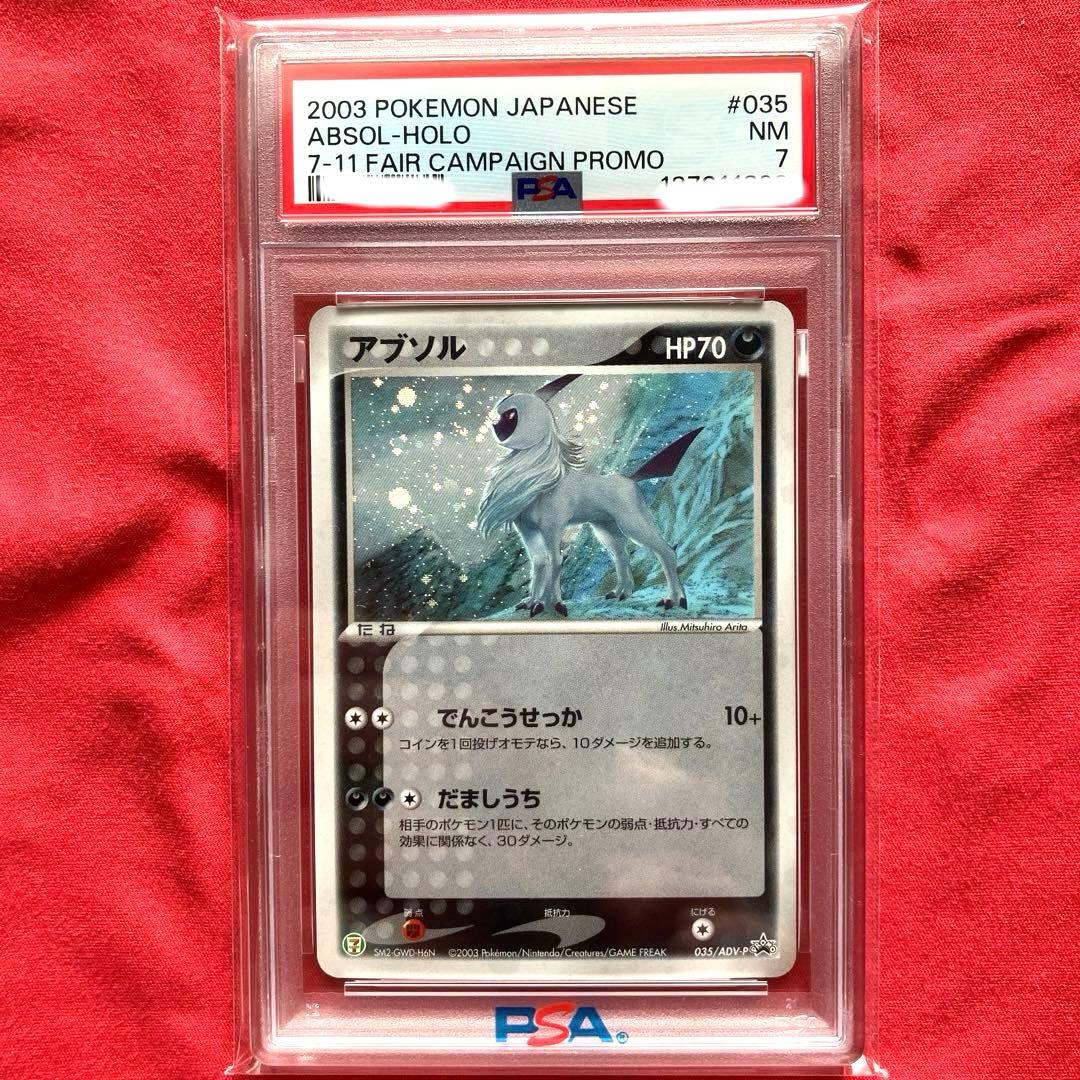 2003 POKEMON JAPANESE #035
ABSOL-HOLO NM
7-11 FAIR CAMPAIGN PROMO 7
PSA
アブソル HP70
たね Illus. Mitsuhiro Arita
でんこうせっか 10+
コインを1回投げオモテなら、10ダメージを追加する。
だましうち
相手のポケモン1匹に、そのポケモンの弱点・抵抗力・すべての
効果に関係なく、30ダメージ。
弱点 抵抗力 にげる
SM2-GWD-H6N ©2003 Pokémon/Nintendo/Creatures/GAME FREAK 035/ADV-P
PSA®